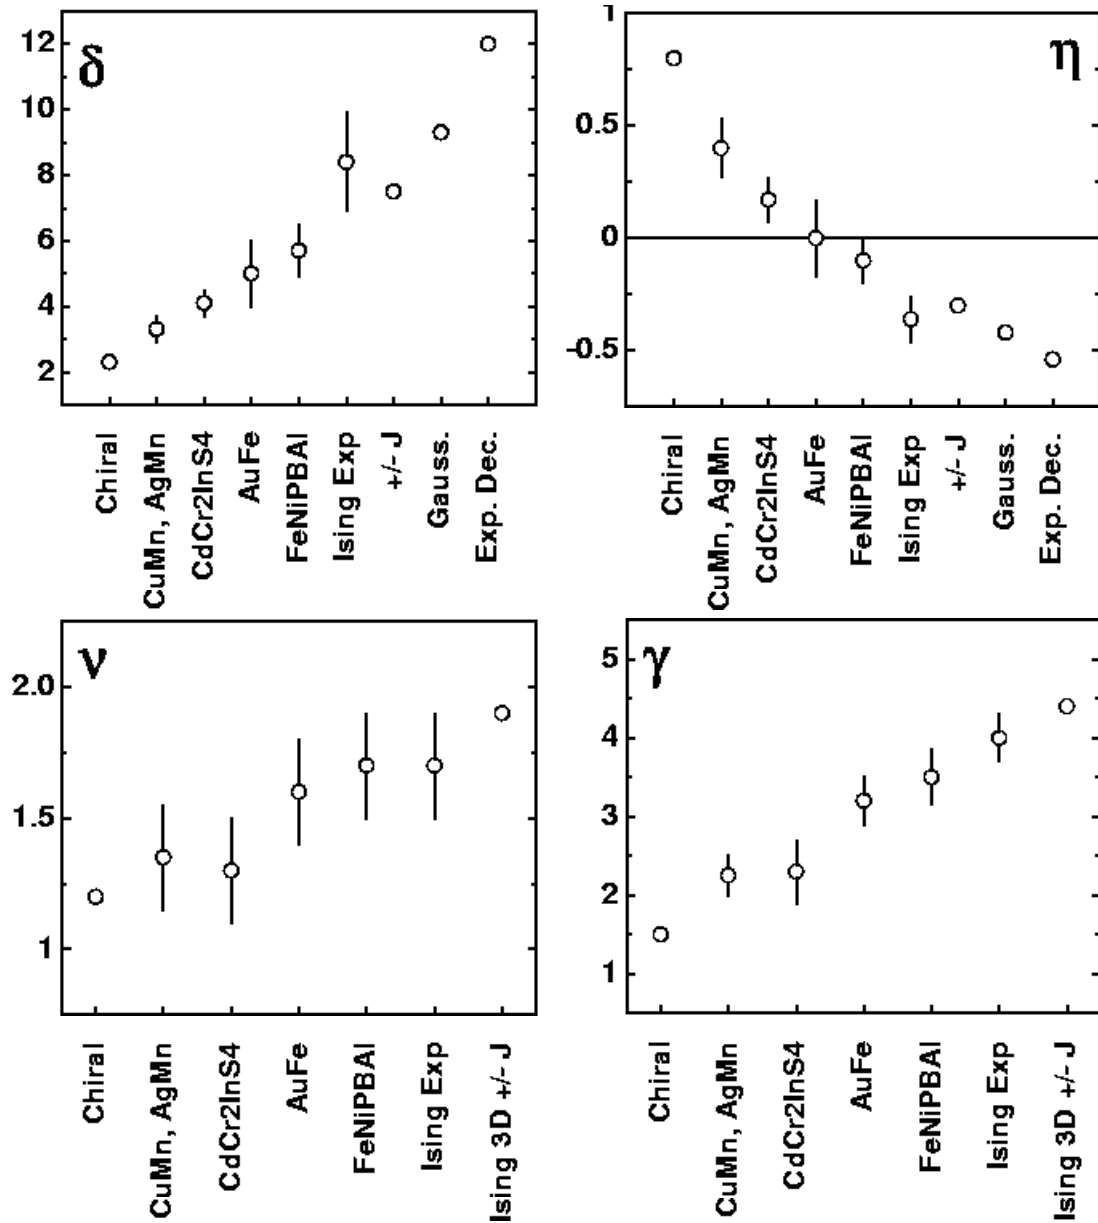 δ
12
10
8
6
4
2
Chiral
CuMn, AgMn
CdCr2InS4
AuFe
FeNiPBAl
Ising Exp
+/- J
Gauss.
Exp. Dec.
η
1
0.5
0
-0.5
Chiral
CuMn, AgMn
CdCr2InS4
AuFe
FeNiPBAl
Ising Exp
+/- J
Gauss.
Exp. Dec.
ν
2.0
1.5
1
Chiral
CuMn, AgMn
CdCr2InS4
AuFe
FeNiPBAl
Ising Exp
Ising 3D +/- J
γ
5
4
3
2
1
Chiral
CuMn, AgMn
CdCr2InS4
AuFe
FeNiPBAl
Ising Exp
Ising 3D +/- J